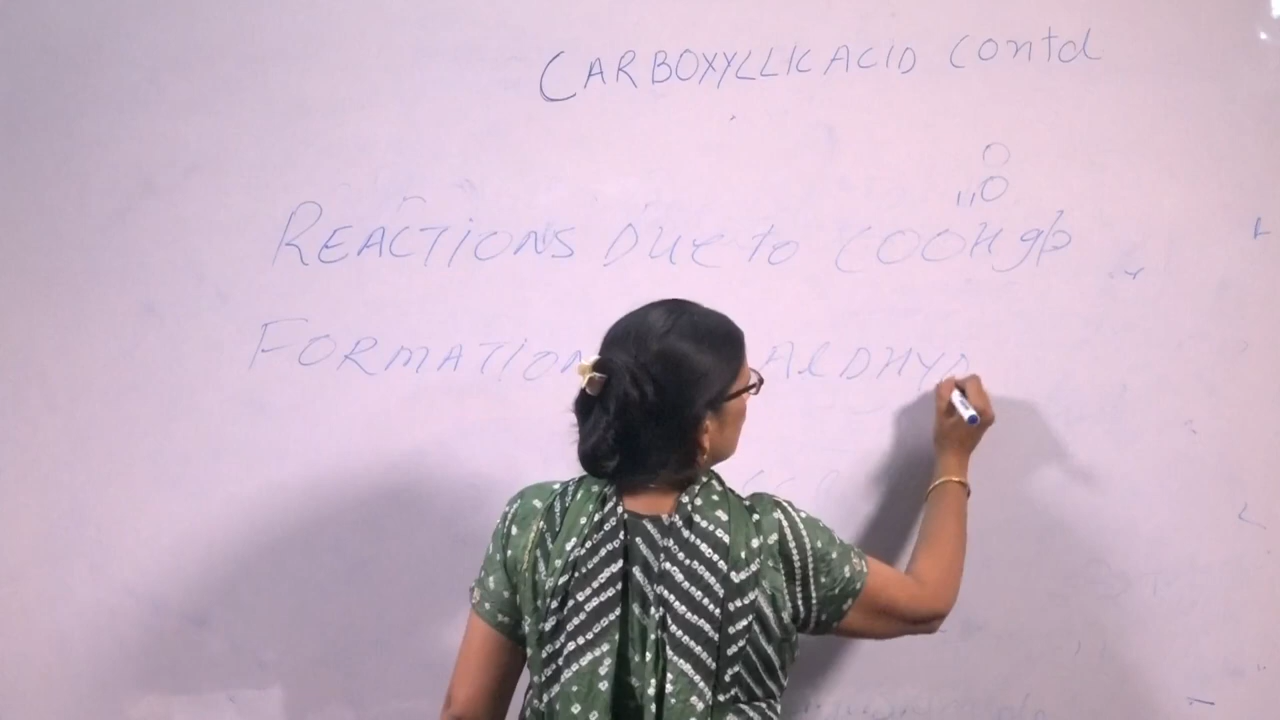 CARBOXYLLIC ACID Contd
REACTIONS DUE to COOH gp
FORMATION ALDHYD